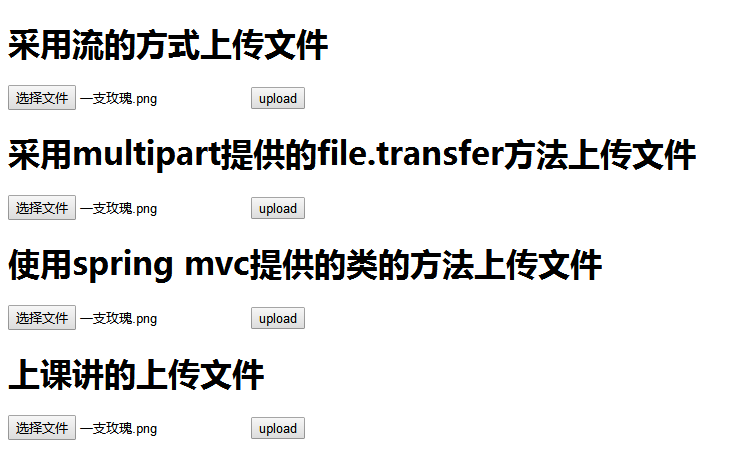 采用流的方式上传文件
选择文件 一支玫瑰.png upload
采用multipart提供的file.transfer方法上传文件
选择文件 一支玫瑰.png upload
使用spring mvc提供的类的方法上传文件
选择文件 一支玫瑰.png upload
上课讲的上传文件
选择文件 一支玫瑰.png upload